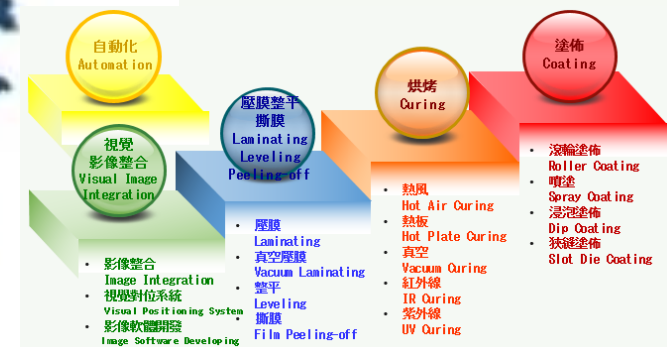 自動化
Automation
視覺
影像整合
Visual Image
Integration
影像整合
Image Integration
視覺對位系統
Visual Positioning System
影像軟體開發
Image Software Developing
壓膜整平
撕膜
Laminating
Leveling
Peeling-off
壓膜
Laminating
真空壓膜
Vacuum Laminating
整平
Leveling
撕膜
Film Peeling-off
烘烤
Curing
熱風
Hot Air Curing
熱板
Hot Plate Curing
真空
Vacuum Curing
紅外線
IR Curing
紫外線
UV Curing
塗佈
Coating
滾輪塗佈
Roller Coating
噴塗
Spray Coating
浸泡塗佈
Dip Coating
狹縫塗佈
Slot Die Coating